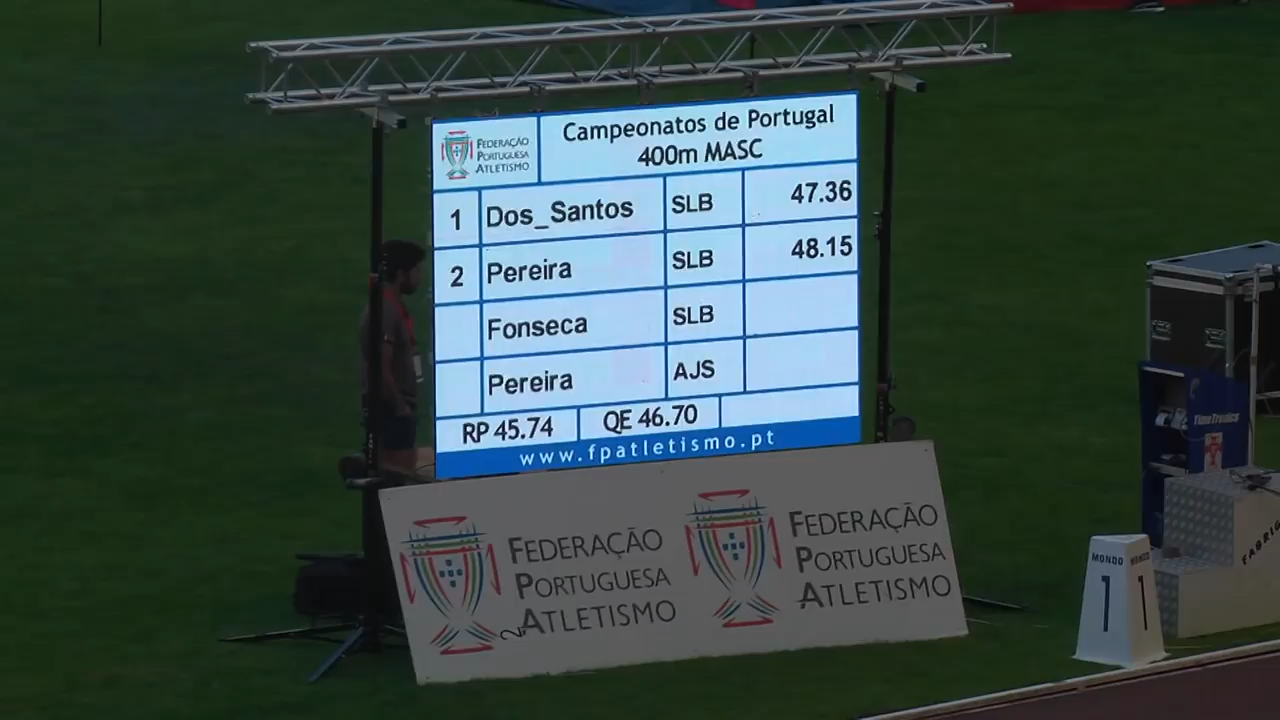 FEDERAÇÃO
PORTUGUESA
ATLETISMO
Campeonatos de Portugal
400m MASC
1 Dos_Santos SLB 47.36
2 Pereira SLB 48.15
Fonseca SLB
Pereira AJS
RP 45.74 QE 46.70
www.fpatletismo.pt
FEDERAÇÃO
PORTUGUESA
ATLETISMO
2
FEDERAÇÃO
PORTUGUESA
ATLETISMO
TimeTronics
MONDO
1
1